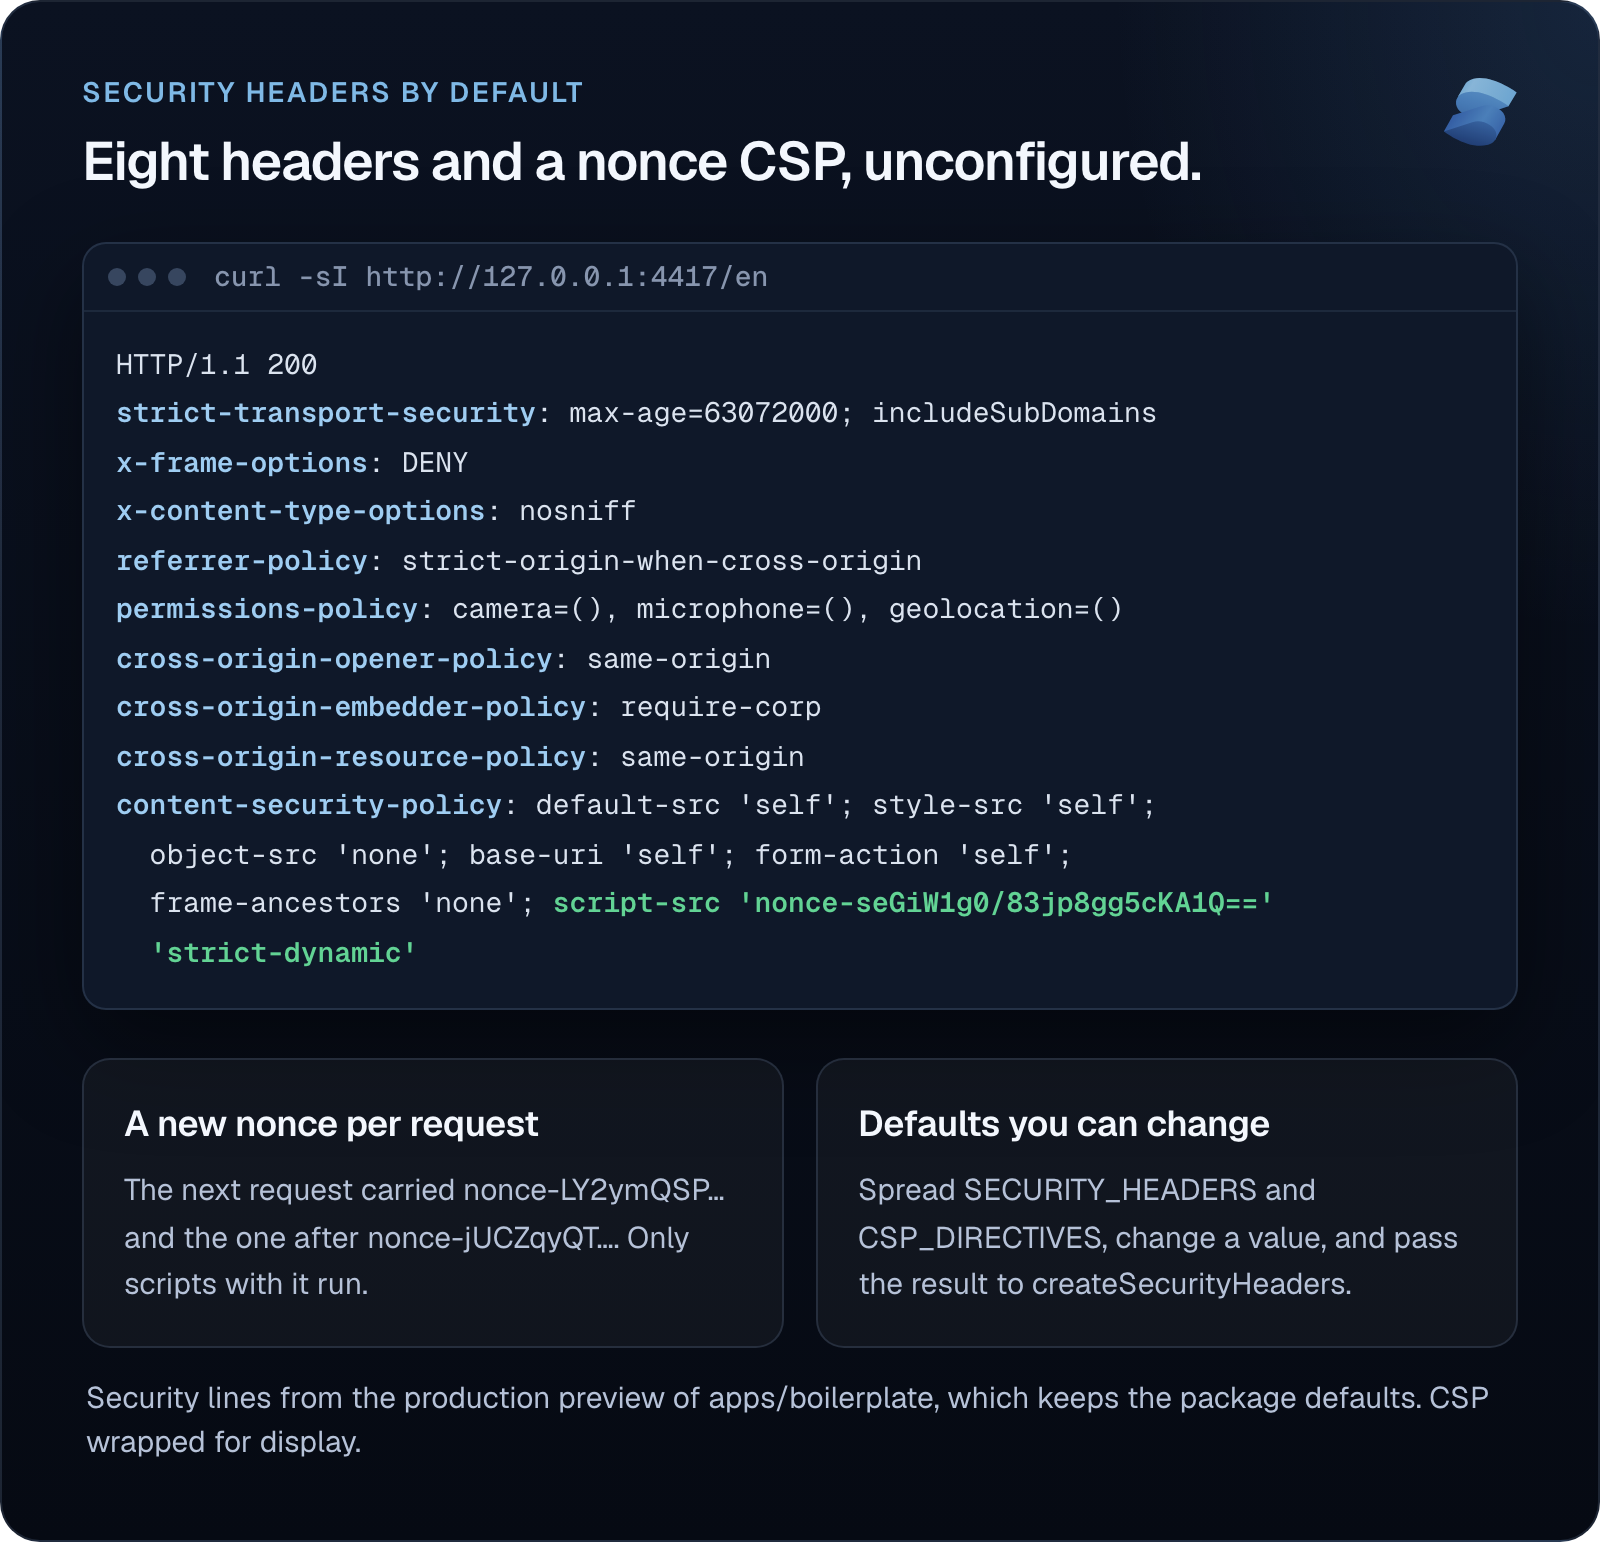 SECURITY HEADERS BY DEFAULT
Eight headers and a nonce CSP, unconfigured.
curl -sI http://127.0.0.1:4417/en
HTTP/1.1 200
strict-transport-security: max-age=63072000; includeSubDomains
x-frame-options: DENY
x-content-type-options: nosniff
referrer-policy: strict-origin-when-cross-origin
permissions-policy: camera=(), microphone=(), geolocation=()
cross-origin-opener-policy: same-origin
cross-origin-embedder-policy: require-corp
cross-origin-resource-policy: same-origin
content-security-policy: default-src 'self'; style-src 'self';
object-src 'none'; base-uri 'self'; form-action 'self';
frame-ancestors 'none'; script-src 'nonce-seGiW1g0/83jp8gg5cKA1Q=='
'strict-dynamic'
A new nonce per request
The next request carried nonce-LY2ymQSP…
and the one after nonce-jUCZqyQT…. Only
scripts with it run.
Defaults you can change
Spread SECURITY_HEADERS and
CSP_DIRECTIVES, change a value, and pass
the result to createSecurityHeaders.
Security lines from the production preview of apps/boilerplate, which keeps the package defaults. CSP
wrapped for display.